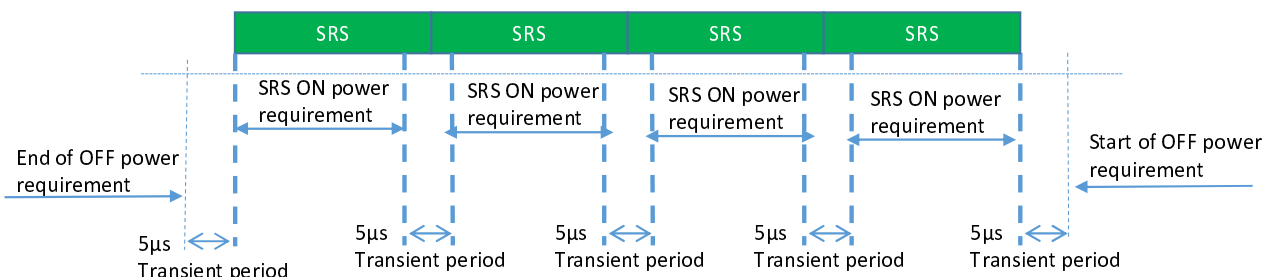 SRS SRS SRS SRS
SRS ON power
requirement
SRS ON power
requirement
SRS ON power
requirement
SRS ON power
requirement
End of OFF power
requirement
Start of OFF power
requirement
5µs
Transient period
5µs
Transient period
5µs
Transient period
5µs
Transient period
5µs
Transient period